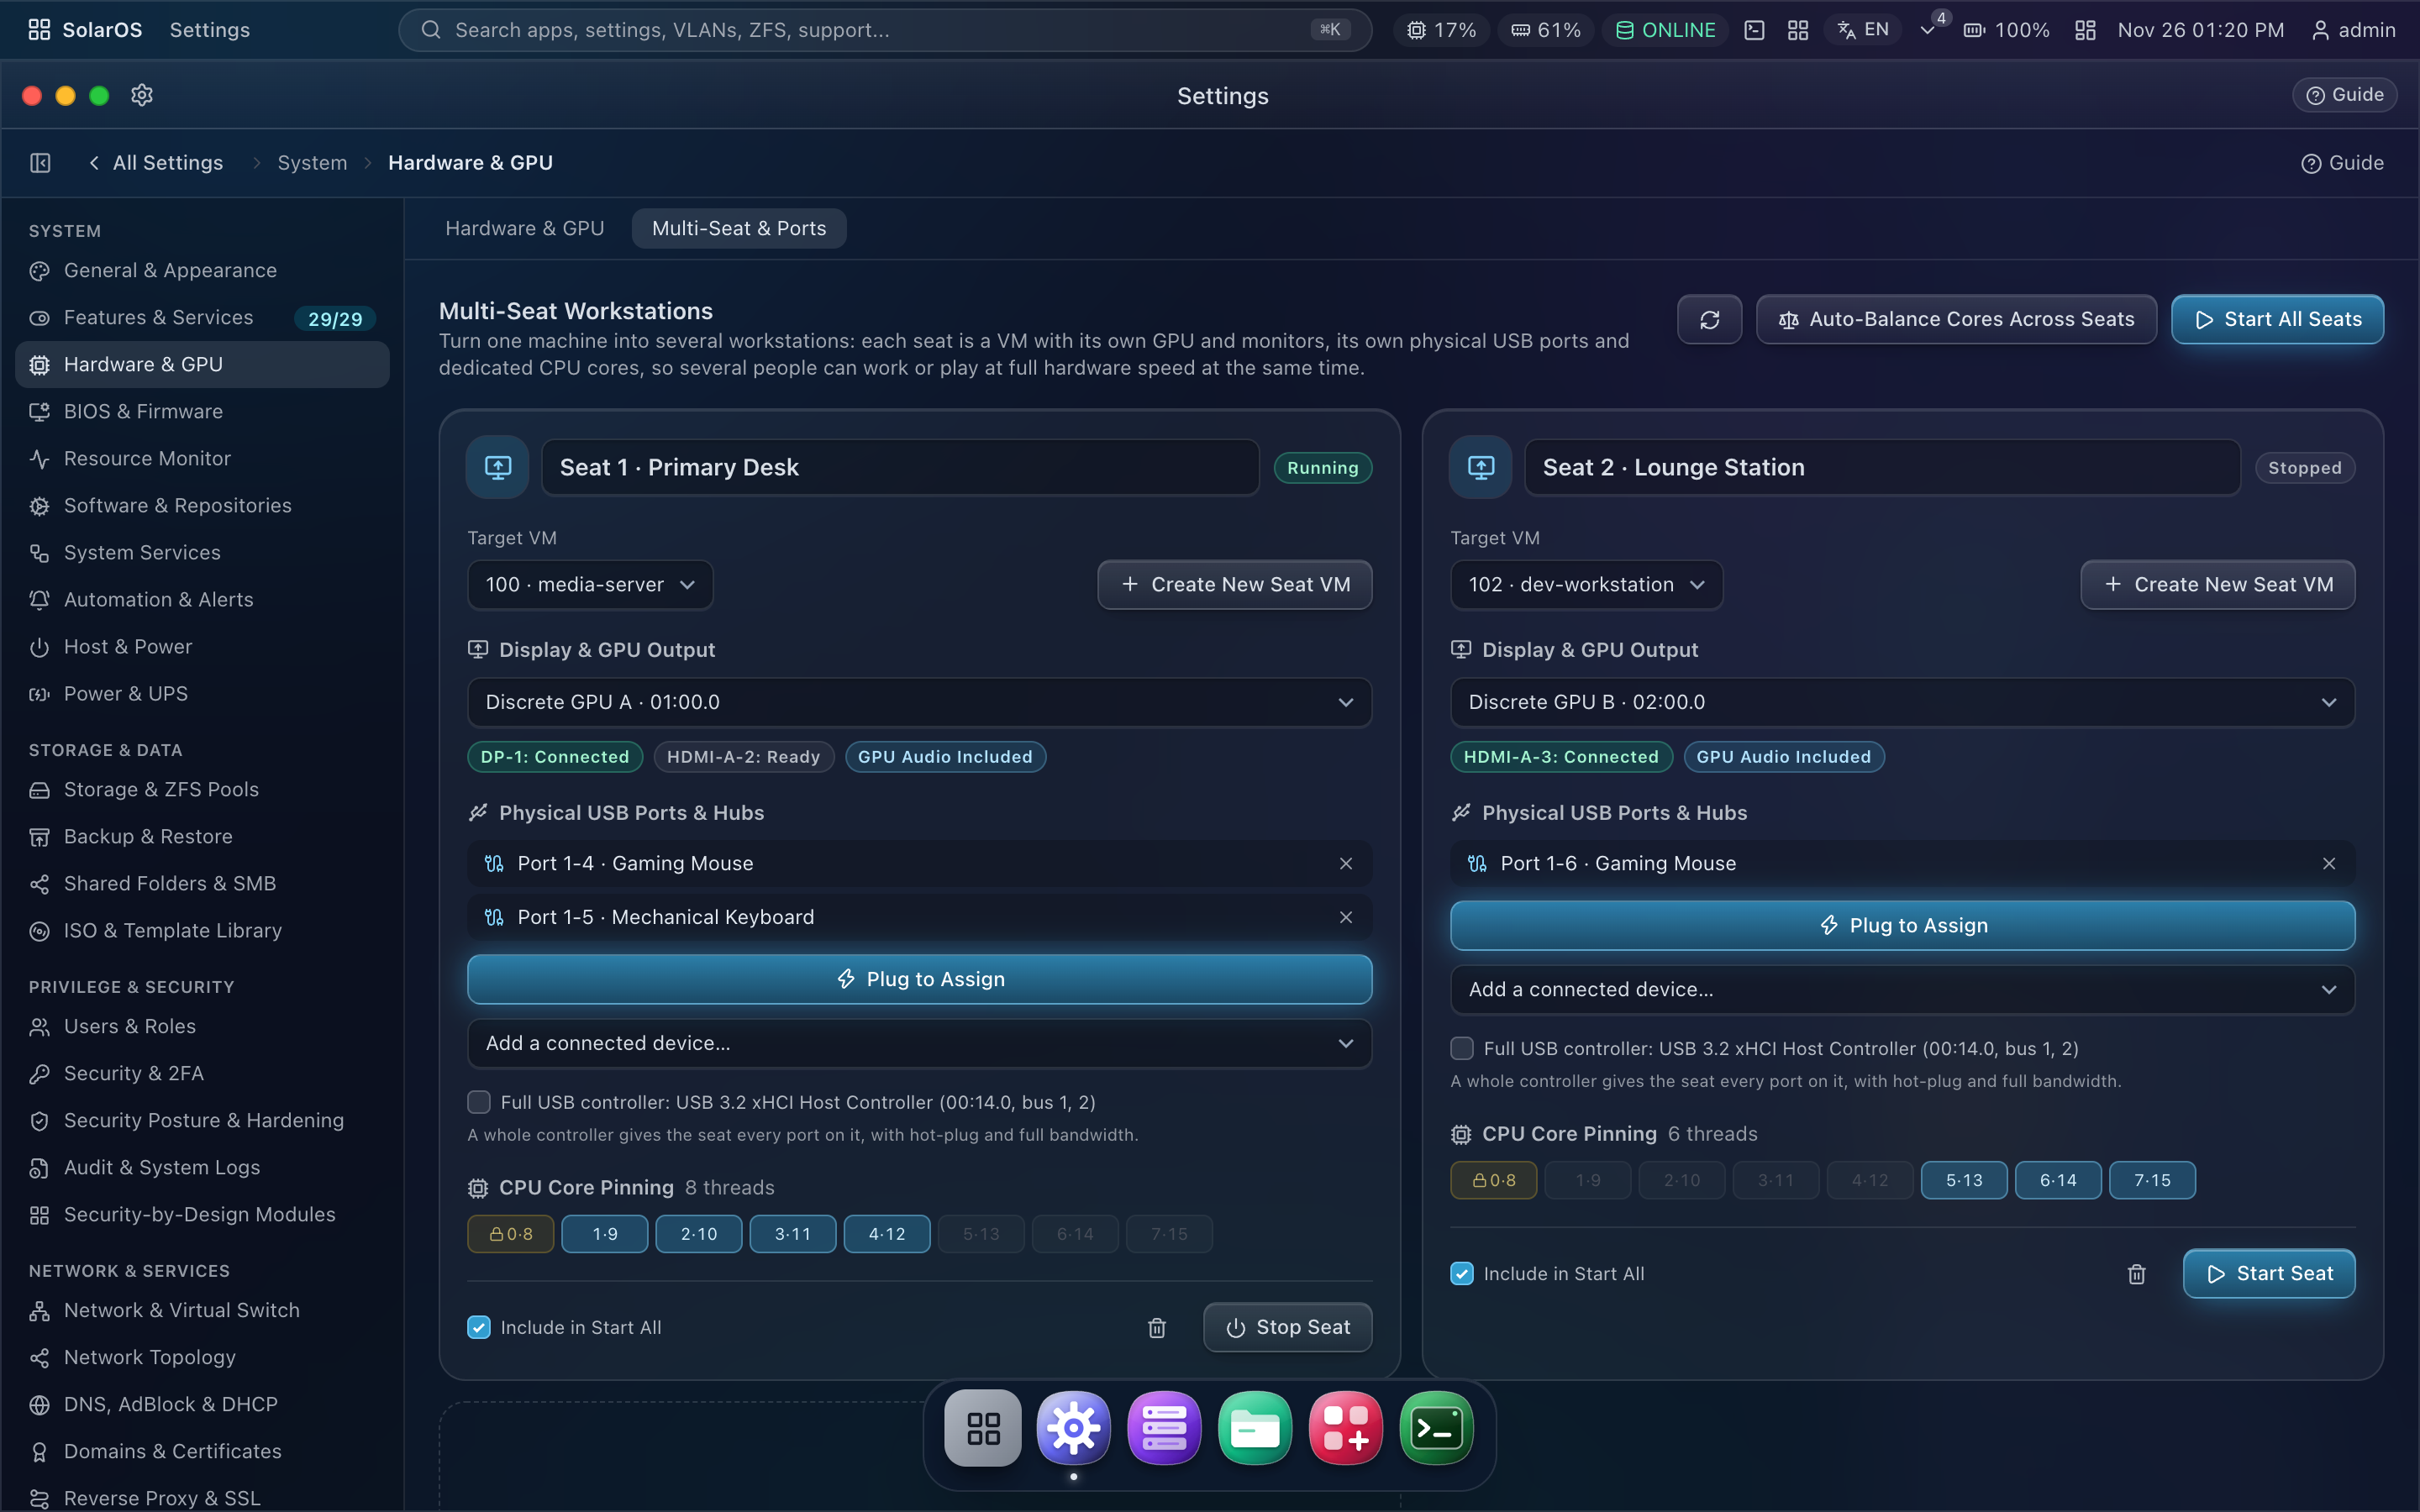 SolarOS
Settings
Search apps, settings, VLANs, ZFS, support...
⌘K
17%
61%
ONLINE
EN
4
100%
Nov 26 01:20 PM
admin
Settings
Guide
All Settings
System
Hardware & GPU
Guide
SYSTEM
General & Appearance
Features & Services
29/29
Hardware & GPU
BIOS & Firmware
Resource Monitor
Software & Repositories
System Services
Automation & Alerts
Host & Power
Power & UPS
STORAGE & DATA
Storage & ZFS Pools
Backup & Restore
Shared Folders & SMB
ISO & Template Library
PRIVILEGE & SECURITY
Users & Roles
Security & 2FA
Security Posture & Hardening
Audit & System Logs
Security-by-Design Modules
NETWORK & SERVICES
Network & Virtual Switch
Network Topology
DNS, AdBlock & DHCP
Domains & Certificates
Reverse Proxy & SSL
Hardware & GPU
Multi-Seat & Ports
Multi-Seat Workstations
Turn one machine into several workstations: each seat is a VM with its own GPU and monitors, its own physical USB ports and
dedicated CPU cores, so several people can work or play at full hardware speed at the same time.
Auto-Balance Cores Across Seats
Start All Seats
Seat 1 · Primary Desk
Running
Target VM
100 · media-server
Create New Seat VM
Display & GPU Output
Discrete GPU A · 01:00.0
DP-1: Connected
HDMI-A-2: Ready
GPU Audio Included
Physical USB Ports & Hubs
Port 1-4 · Gaming Mouse
Port 1-5 · Mechanical Keyboard
Plug to Assign
Add a connected device...
Full USB controller: USB 3.2 xHCI Host Controller (00:14.0, bus 1, 2)
A whole controller gives the seat every port on it, with hot-plug and full bandwidth.
CPU Core Pinning 8 threads
0·8
1·9
2·10
3·11
4·12
5·13
6·14
7·15
Include in Start All
Stop Seat
Seat 2 · Lounge Station
Stopped
Target VM
102 · dev-workstation
Create New Seat VM
Display & GPU Output
Discrete GPU B · 02:00.0
HDMI-A-3: Connected
GPU Audio Included
Physical USB Ports & Hubs
Port 1-6 · Gaming Mouse
Plug to Assign
Add a connected device...
Full USB controller: USB 3.2 xHCI Host Controller (00:14.0, bus 1, 2)
A whole controller gives the seat every port on it, with hot-plug and full bandwidth.
CPU Core Pinning 6 threads
0·8
1·9
2·10
3·11
4·12
5·13
6·14
7·15
Include in Start All
Start Seat